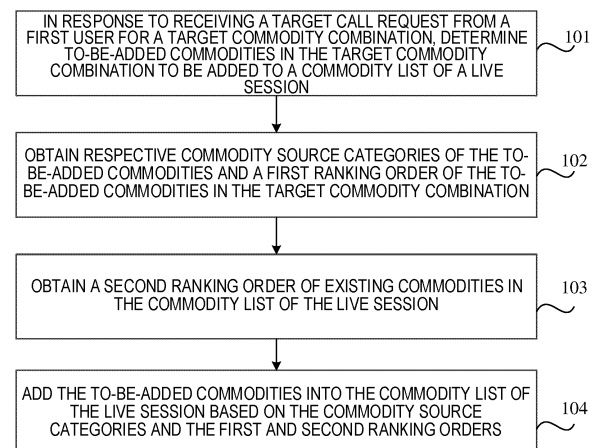 IN RESPONSE TO RECEIVING A TARGET CALL REQUEST FROM A
FIRST USER FOR A TARGET COMMODITY COMBINATION, DETERMINE
TO-BE-ADDED COMMODITIES IN THE TARGET COMMODITY
COMBINATION TO BE ADDED TO A COMMODITY LIST OF A LIVE
SESSION
101
OBTAIN RESPECTIVE COMMODITY SOURCE CATEGORIES OF THE TO-
BE-ADDED COMMODITIES AND A FIRST RANKING ORDER OF THE TO-
BE-ADDED COMMODITIES IN THE TARGET COMMODITY COMBINATION
102
OBTAIN A SECOND RANKING ORDER OF EXISTING COMMODITIES IN
THE COMMODITY LIST OF THE LIVE SESSION
103
ADD THE TO-BE-ADDED COMMODITIES INTO THE COMMODITY LIST OF
THE LIVE SESSION BASED ON THE COMMODITY SOURCE
CATEGORIES AND THE FIRST AND SECOND RANKING ORDERS
104